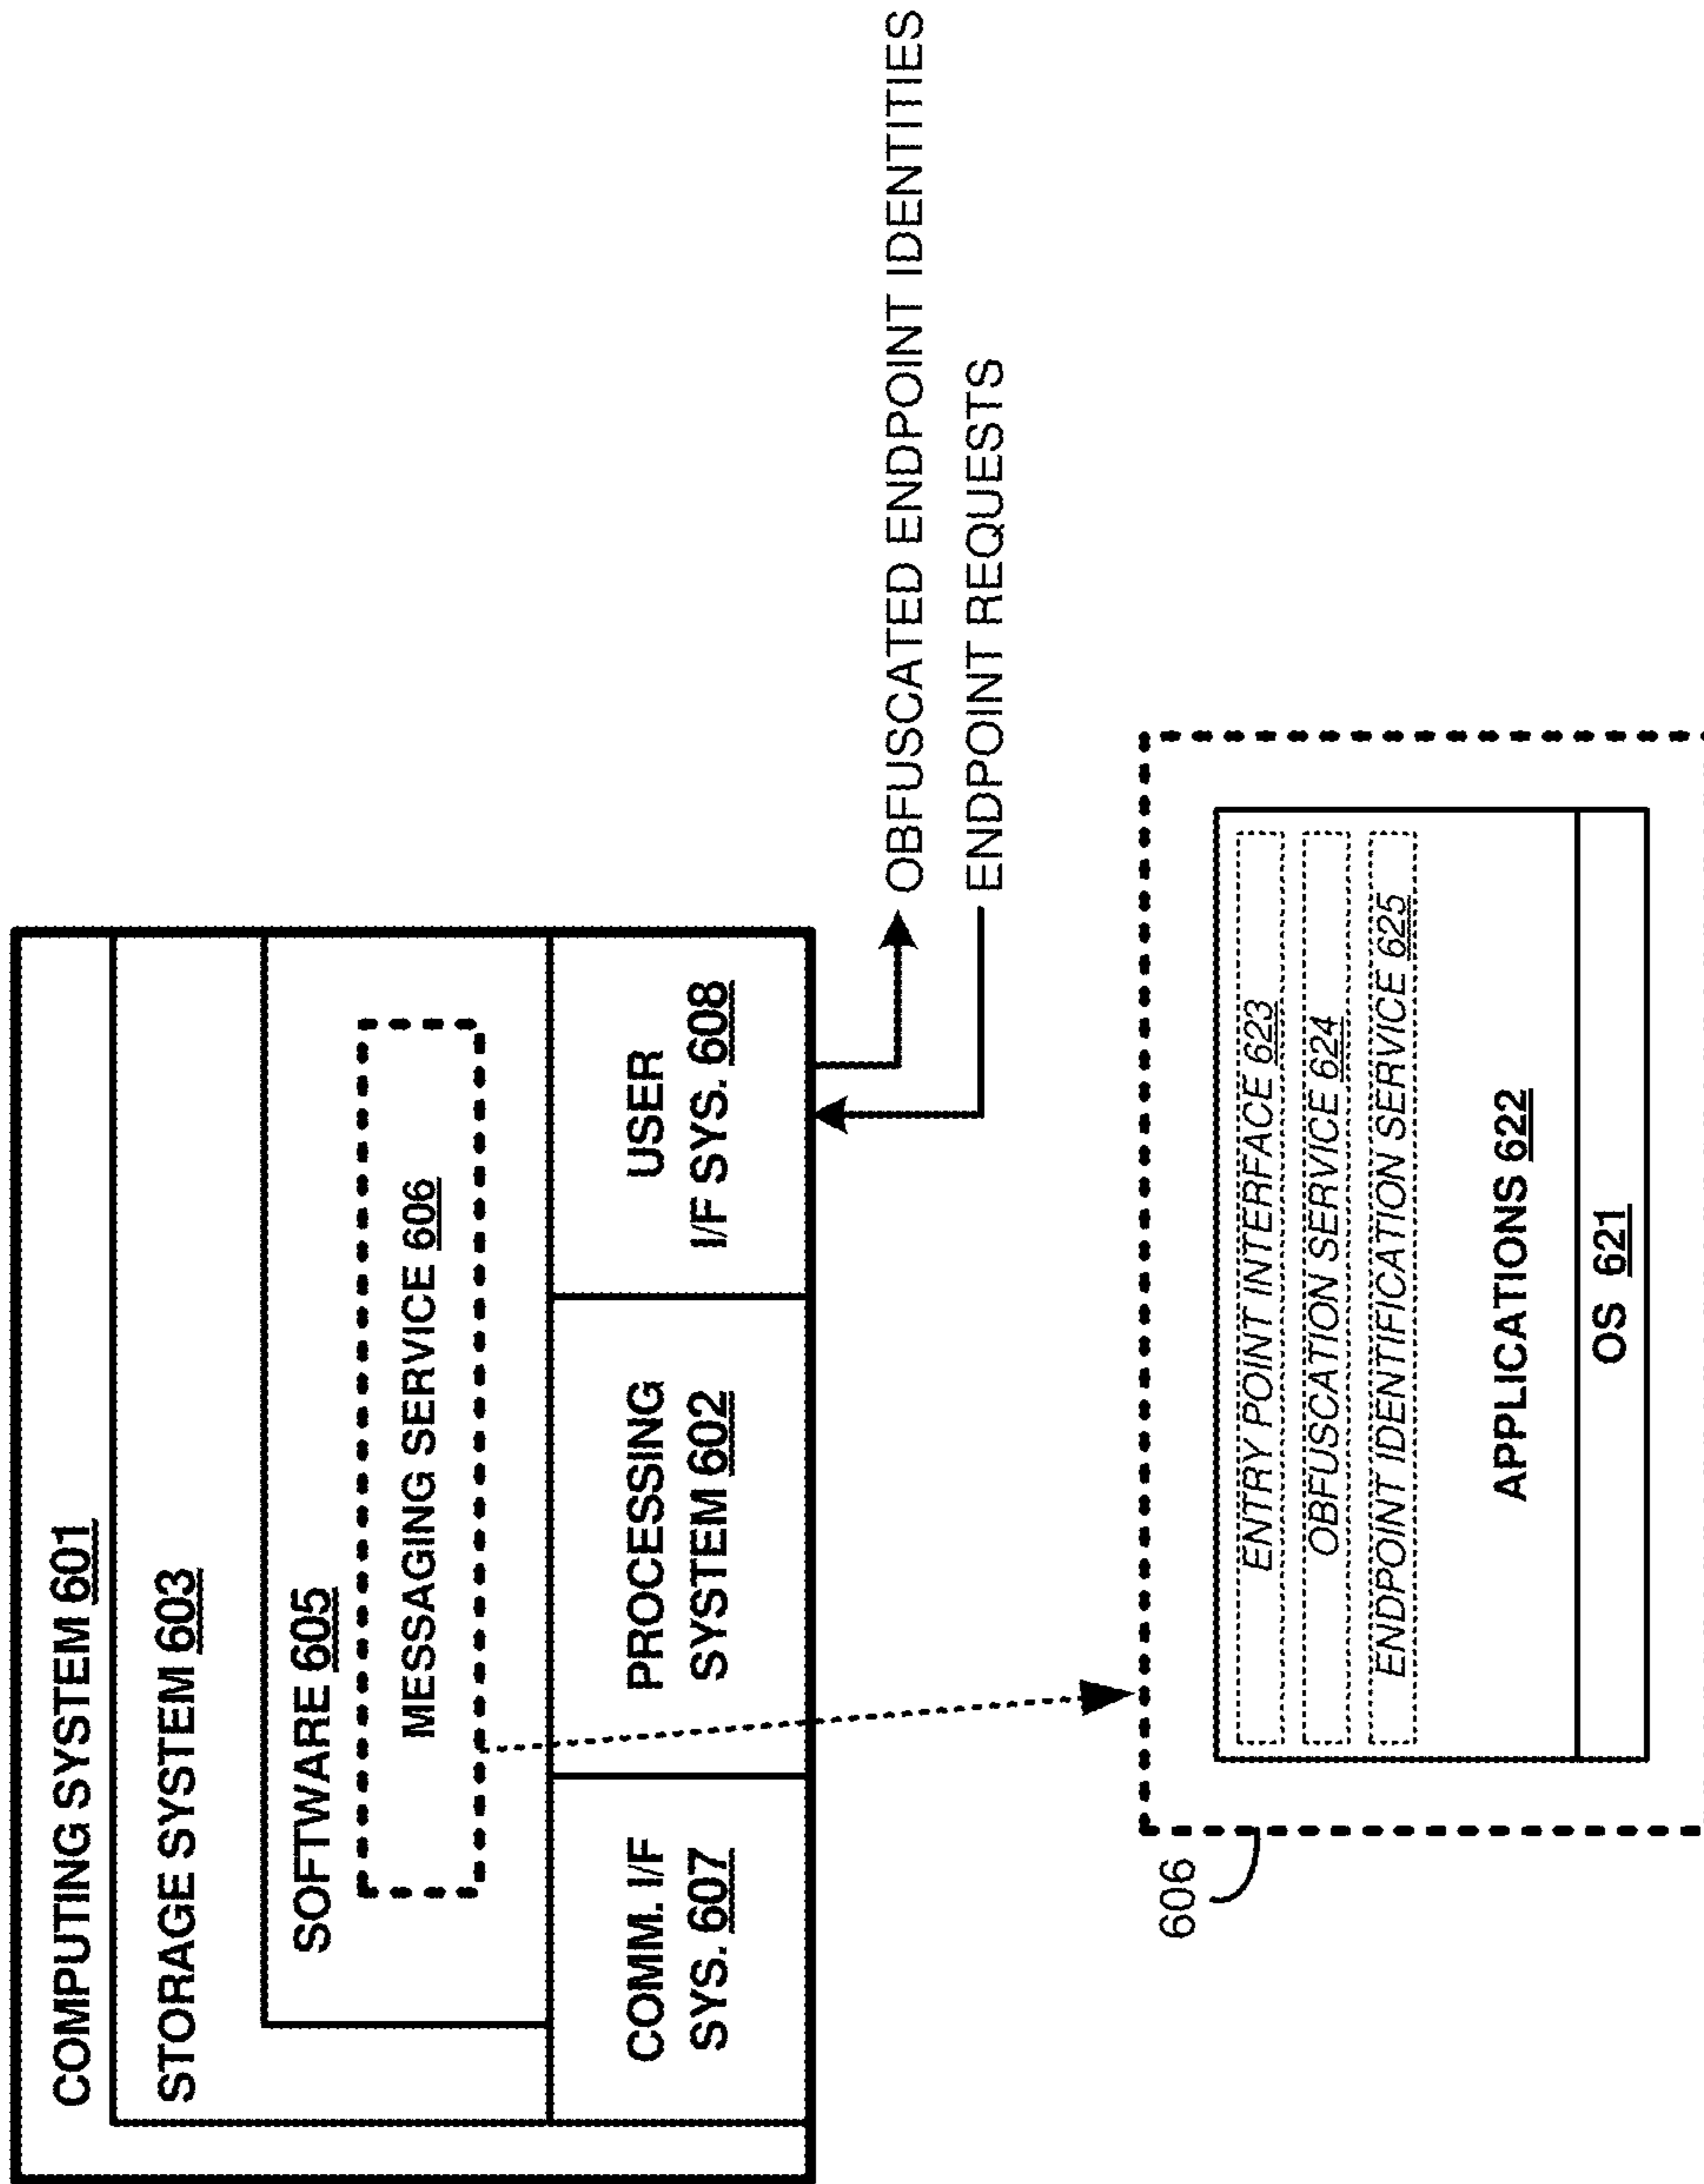 COMPUTING SYSTEM 601
STORAGE SYSTEM 603
SOFTWARE 605
MESSAGING SERVICE 606
COMM. I/F
SYS. 607
PROCESSING
SYSTEM 602
USER
I/F SYS. 608
OBFUSCATED ENDPOINT IDENTITIES
ENDPOINT REQUESTS
606
ENTRY POINT INTERFACE 623
OBFUSCATION SERVICE 624
ENDPOINT IDENTIFICATION SERVICE 625
APPLICATIONS 622
OS 621